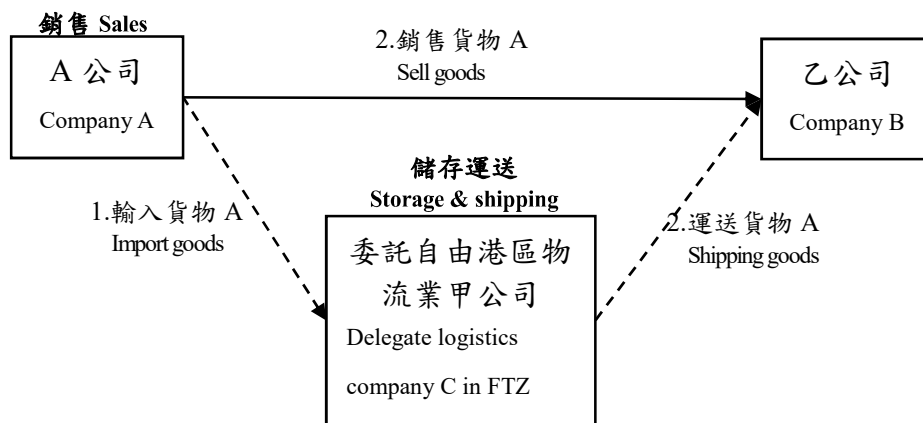 銷售 Sales
A 公司
Company A
2.銷售貨物 A
Sell goods
乙公司
Company B
儲存運送
Storage & shipping
1.輸入貨物 A
Import goods
2.運送貨物 A
Shipping goods
委託自由港區物
流業甲公司
Delegate logistics
company C in FTZ